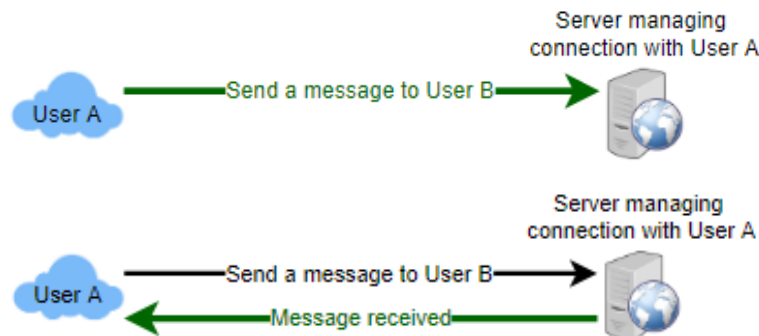 Server managing
connection with User A
User A
Send a message to User B
Server managing
connection with User A
User A
Send a message to User B
Message received